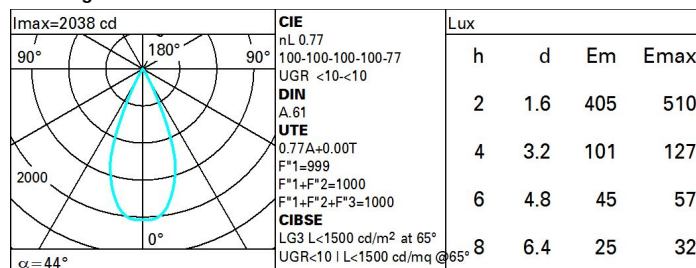 Imax=2038 cd
90° 180° 90°
2000
0°
α=44°
CIE
nL 0.77
100-100-100-100-77
UGR <10-<10
DIN
A.61
UTE
0.77A+0.00T
F"1=999
F"1+F"2=1000
F"1+F"2+F"3=1000
CIBSE
LG3 L<1500 cd/m² at 65°
UGR<10 | L<1500 cd/mq @65°
Lux
h d Em Emax
2 1.6 405 510
4 3.2 101 127
6 4.8 45 57
8 6.4 25 32